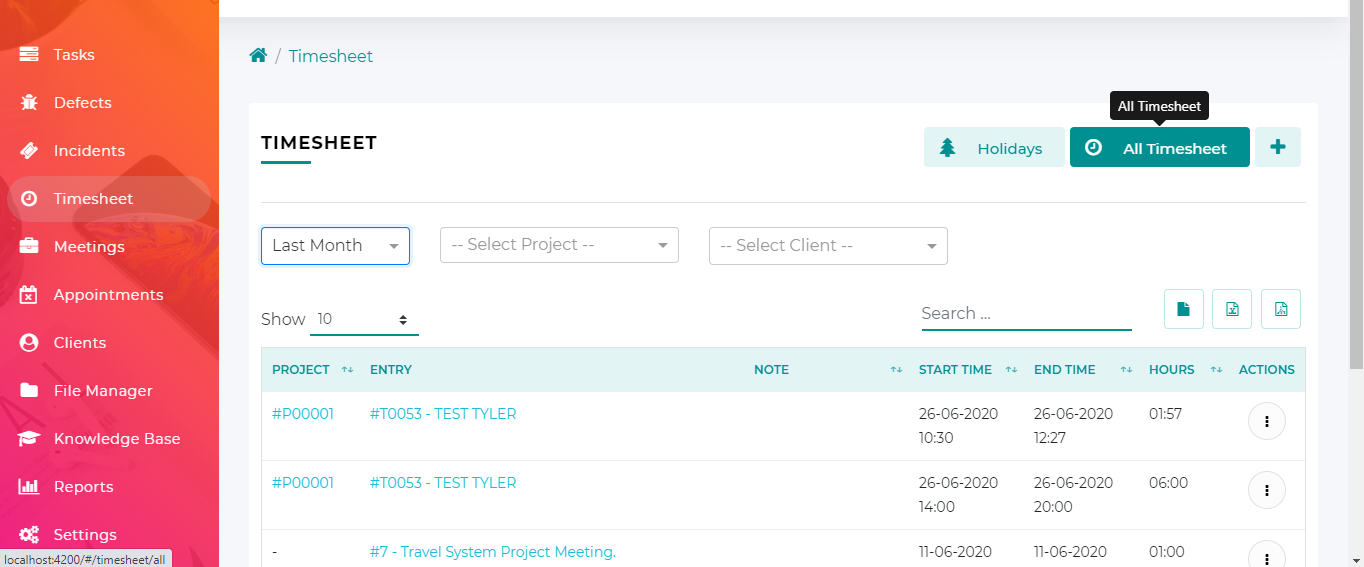 Tasks
Defects
Incidents
Timesheet
Meetings
Appointments
Clients
File Manager
Knowledge Base
Reports
Settings
localhost:4200/#/timesheet/all
/ Timesheet
All Timesheet
TIMESHEET
Holidays
All Timesheet
Last Month
-- Select Project --
-- Select Client --
Show 10
Search ...
PROJECT ENTRY NOTE START TIME END TIME HOURS ACTIONS
#P00001 #T0053 - TEST TYLER 26-06-2020 26-06-2020 01:57
10:30 12:27
#P00001 #T0053 - TEST TYLER 26-06-2020 26-06-2020 06:00
14:00 20:00
- #7 - Travel System Project Meeting. 11-06-2020 11-06-2020 01:00